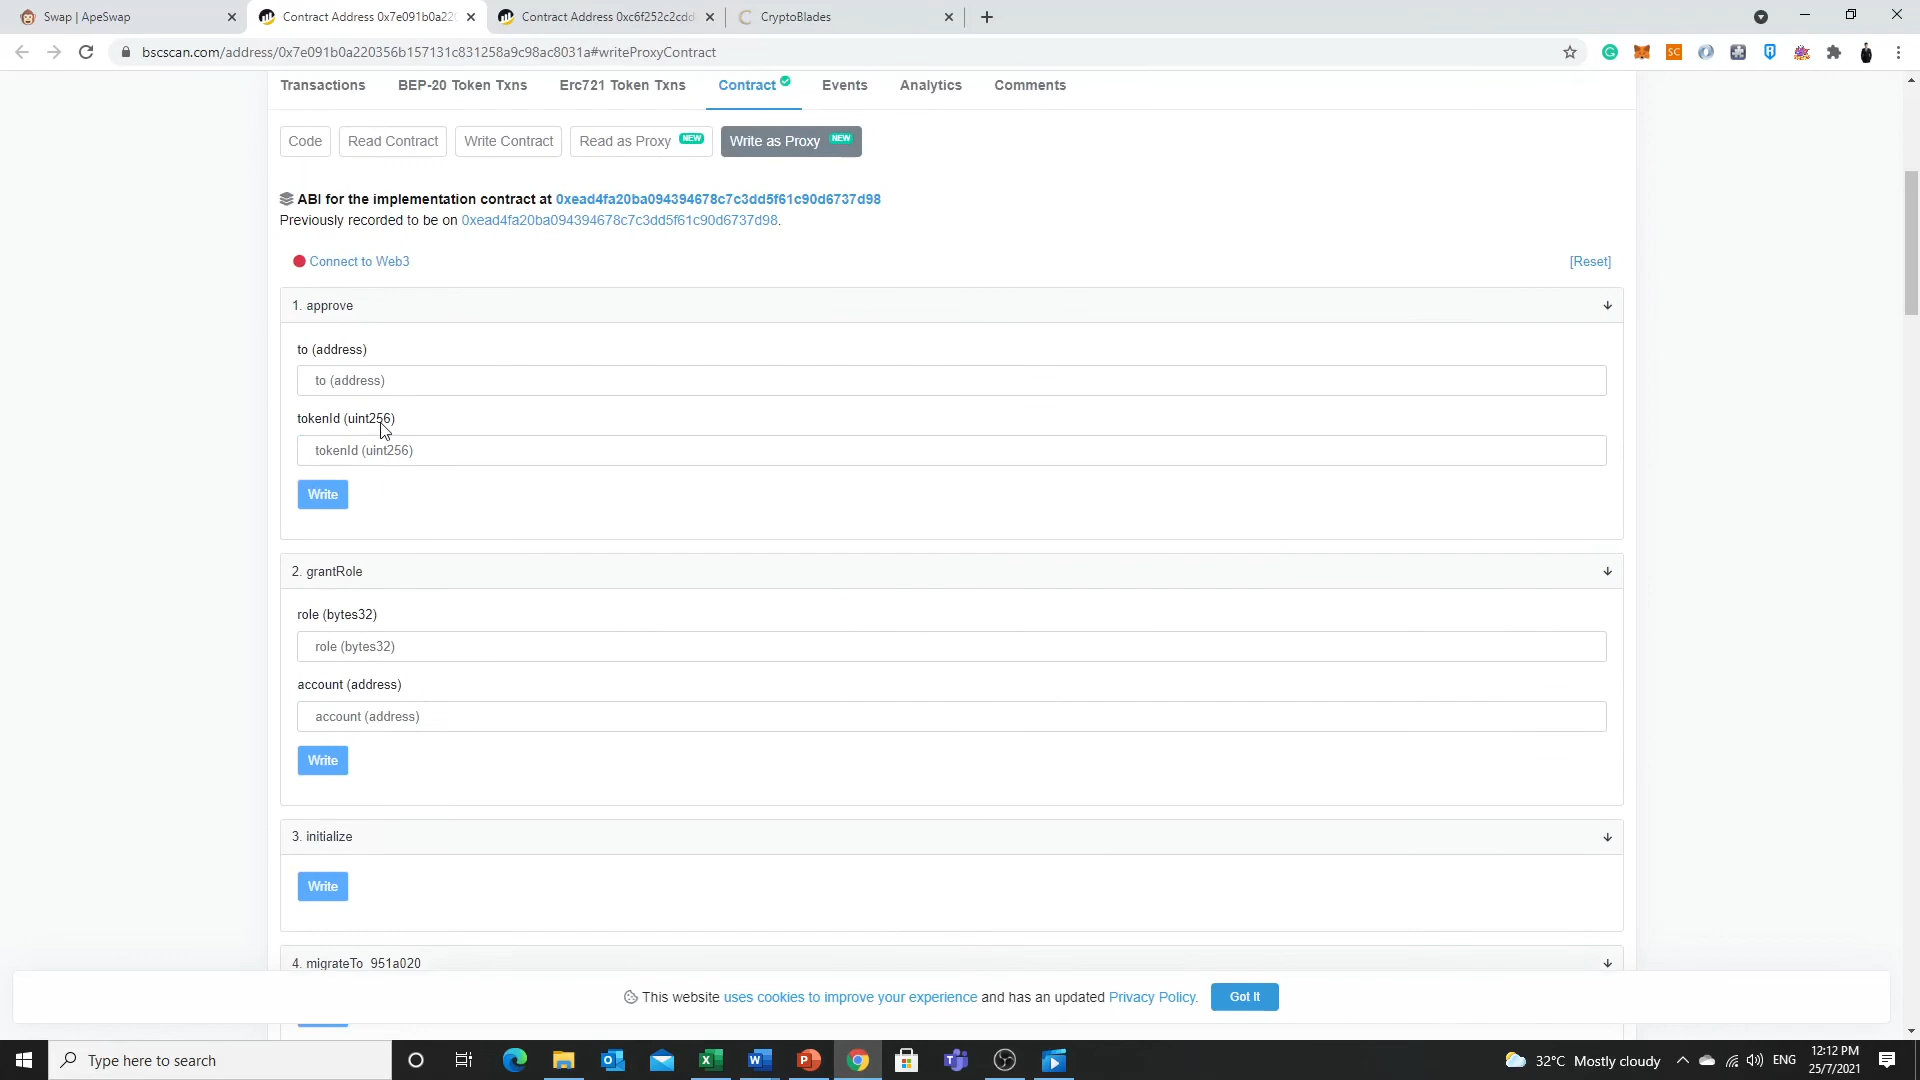 Swap | ApeSwap
Contract Address 0x7e091b0a220
Contract Address 0xc6f252c2cdd
CryptoBlades
bscscan.com/address/0x7e091b0a220356b157131c831258a9c98ac8031a#writeProxyContract
Transactions
BEP-20 Token Txns
Erc721 Token Txns
Contract
Events
Analytics
Comments
Code
Read Contract
Write Contract
Read as Proxy NEW
Write as Proxy NEW
ABI for the implementation contract at 0xead4fa20ba094394678c7c3dd5f61c90d6737d98
Previously recorded to be on 0xead4fa20ba094394678c7c3dd5f61c90d6737d98.
Connect to Web3
[Reset]
1. approve
to (address)
to (address)
tokenId (uint256)
tokenId (uint256)
Write
2. grantRole
role (bytes32)
role (bytes32)
account (address)
account (address)
Write
3. initialize
Write
4. migrateTo_951a020
This website uses cookies to improve your experience and has an updated Privacy Policy.
Got It
Type here to search
32°C Mostly cloudy
ENG
12:12 PM
25/7/2021